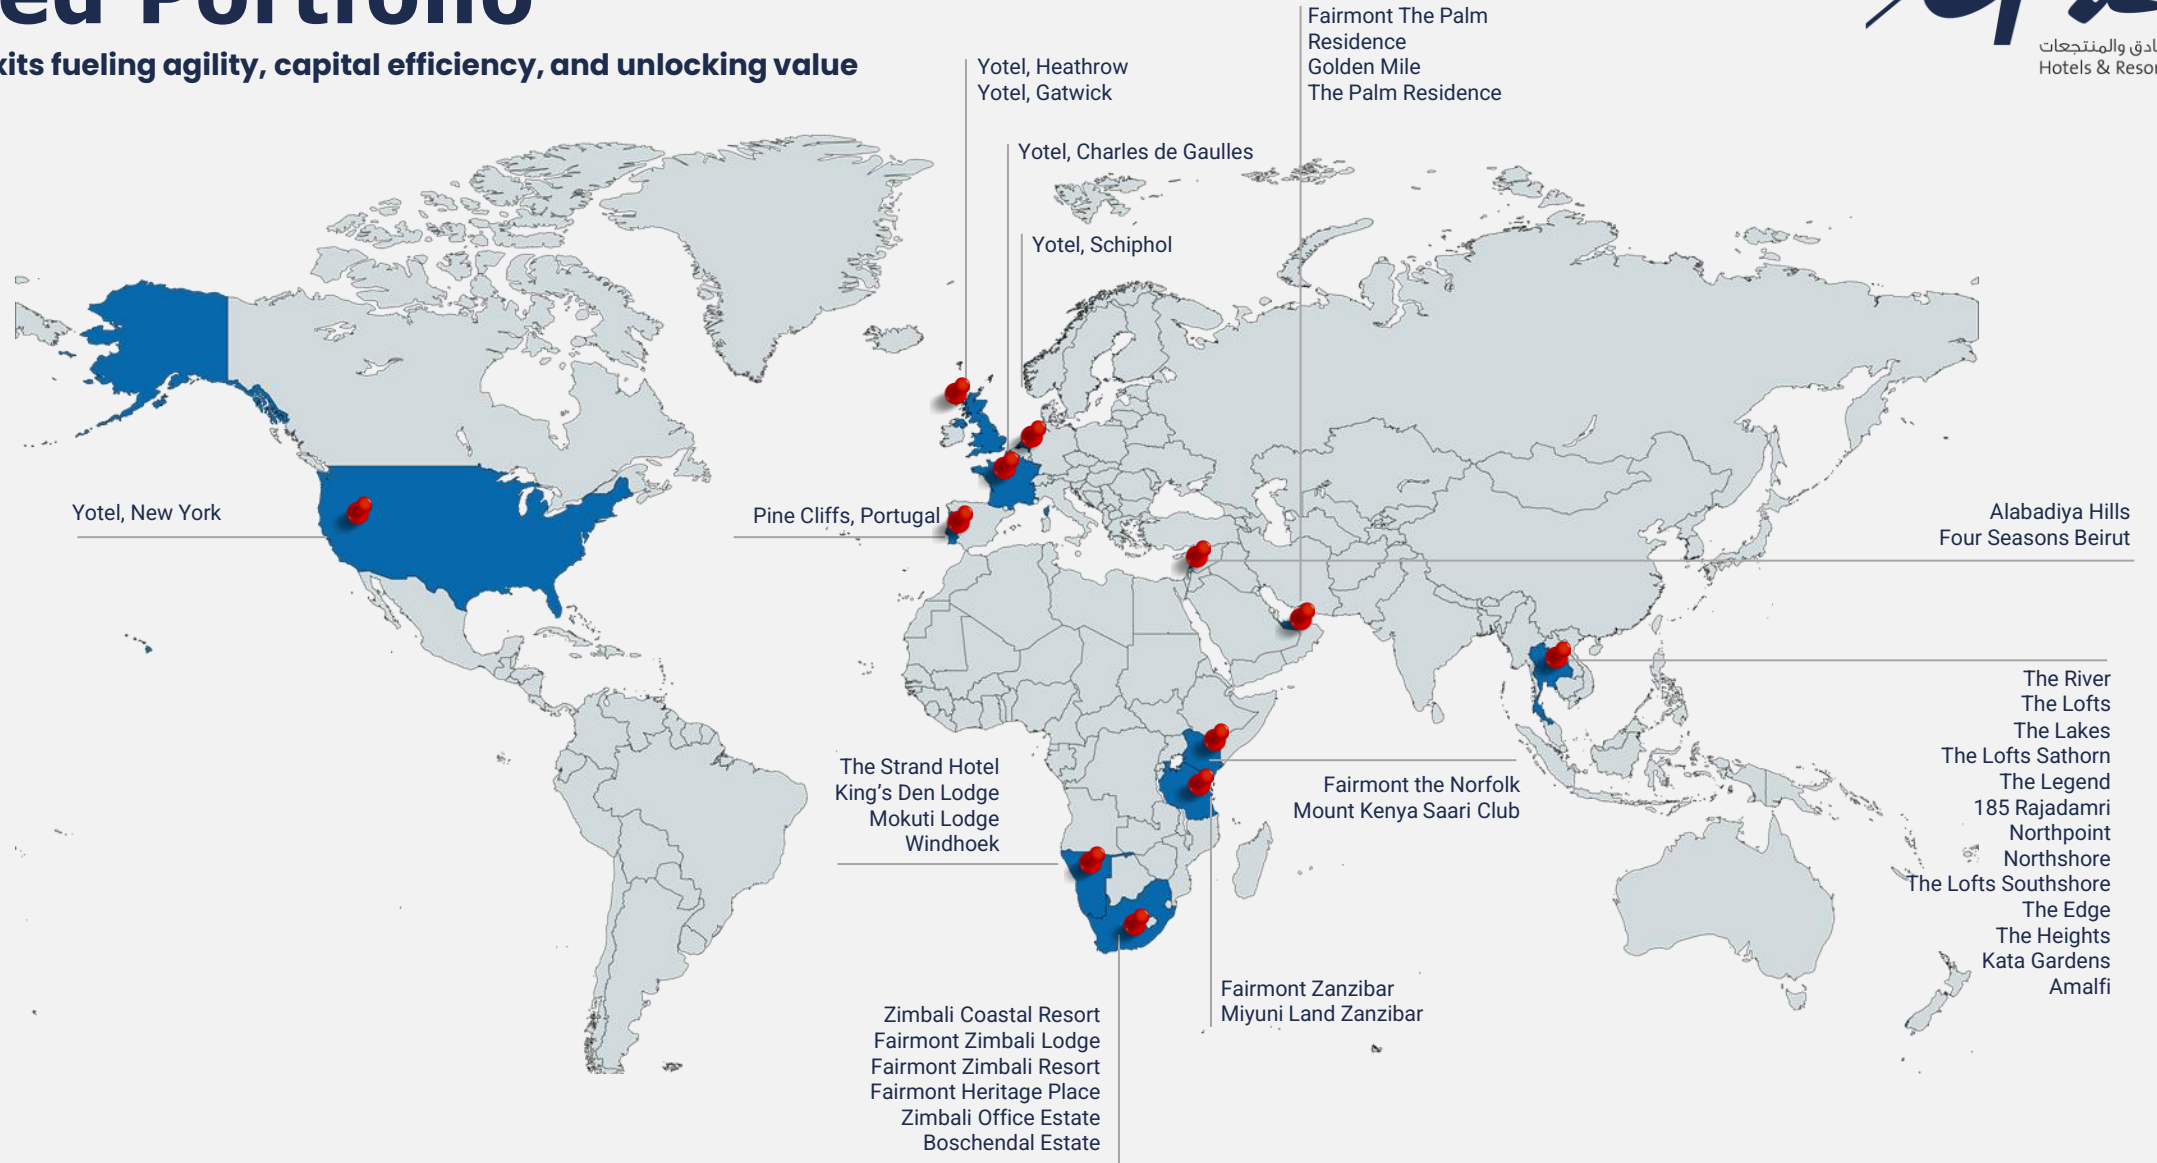 ed Portfolio
xits fueling agility, capital efficiency, and unlocking value
ادق والمنتجعات
Hotels & Resor
Fairmont The Palm
Residence
Golden Mile
The Palm Residence
Yotel, Heathrow
Yotel, Gatwick
Yotel, Charles de Gaulles
Yotel, Schiphol
Yotel, New York
Pine Cliffs, Portugal
Alabadiya Hills
Four Seasons Beirut
The River
The Lofts
The Lakes
The Lofts Sathorn
The Legend
185 Rajadamri
Northpoint
Northshore
The Lofts Southshore
The Edge
The Heights
Kata Gardens
Amalfi
The Strand Hotel
King's Den Lodge
Mokuti Lodge
Windhoek
Fairmont the Norfolk
Mount Kenya Saari Club
Fairmont Zanzibar
Miyuni Land Zanzibar
Zimbali Coastal Resort
Fairmont Zimbali Lodge
Fairmont Zimbali Resort
Fairmont Heritage Place
Zimbali Office Estate
Boschendal Estate